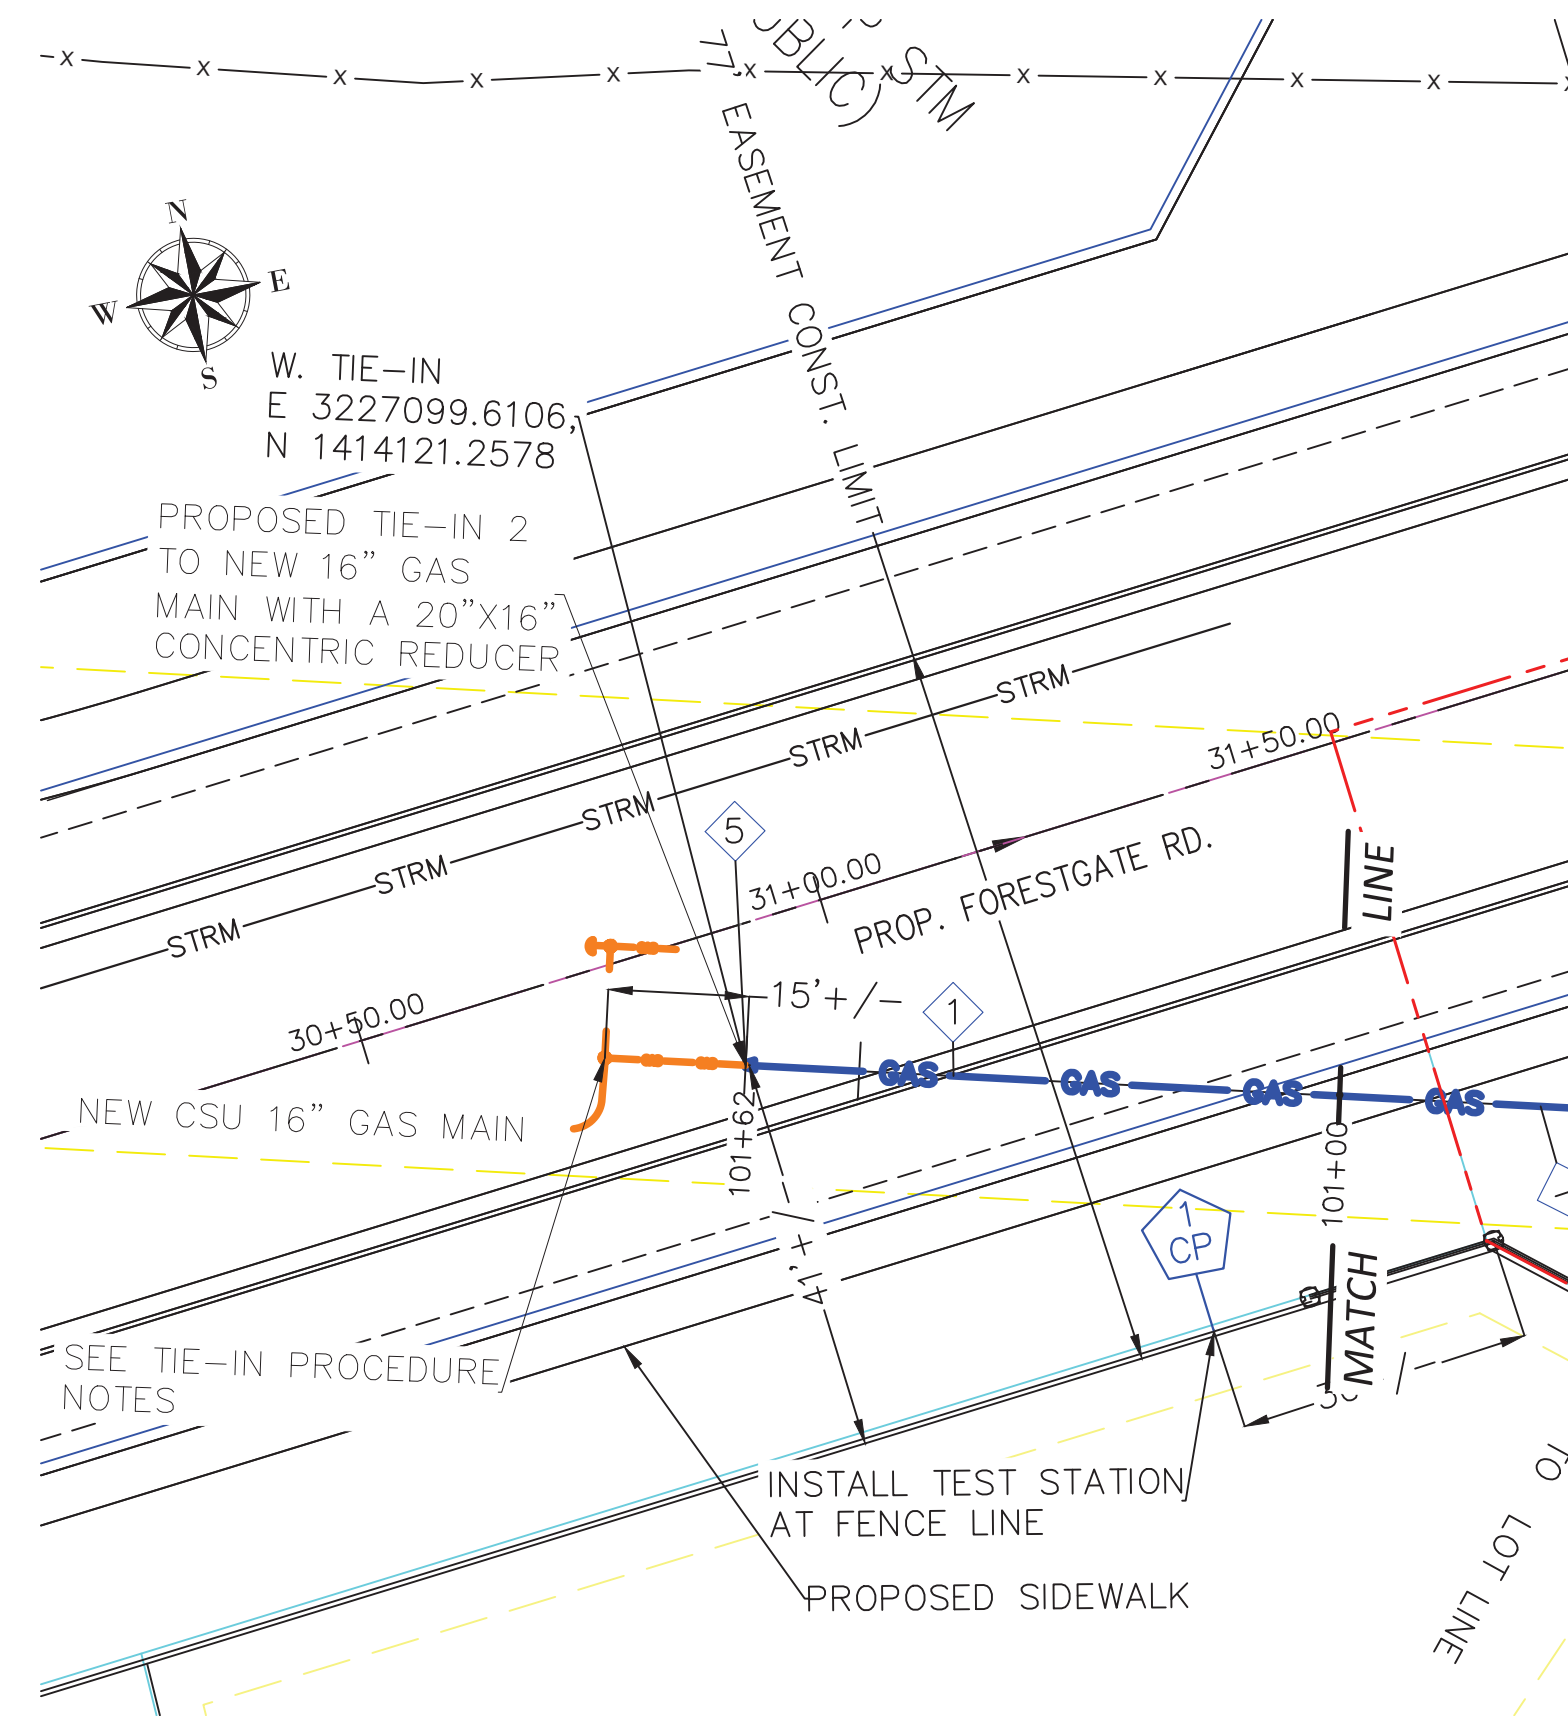 STM
77' EASEMENT CONST. LIMIT
N
E
W
S
W. TIE-IN
E 3227099.6106,
N 1414121.2578
PROPOSED TIE-IN 2
TO NEW 16" GAS
MAIN WITH A 20"X16"
CONCENTRIC REDUCER
STRM
STRM
STRM
STRM
STRM
31+50.00
5
31+00.00
PROP. FORESTGATE RD.
LINE
15'+/-
30+50.00
1
GAS
GAS
GAS
GAS
NEW CSU 16" GAS MAIN
101+62
101+00
1
CP
41'+/-
MATCH
SEE TIE-IN PROCEDURE
NOTES
INSTALL TEST STATION
AT FENCE LINE
PROPOSED SIDEWALK
TO LOT LINE